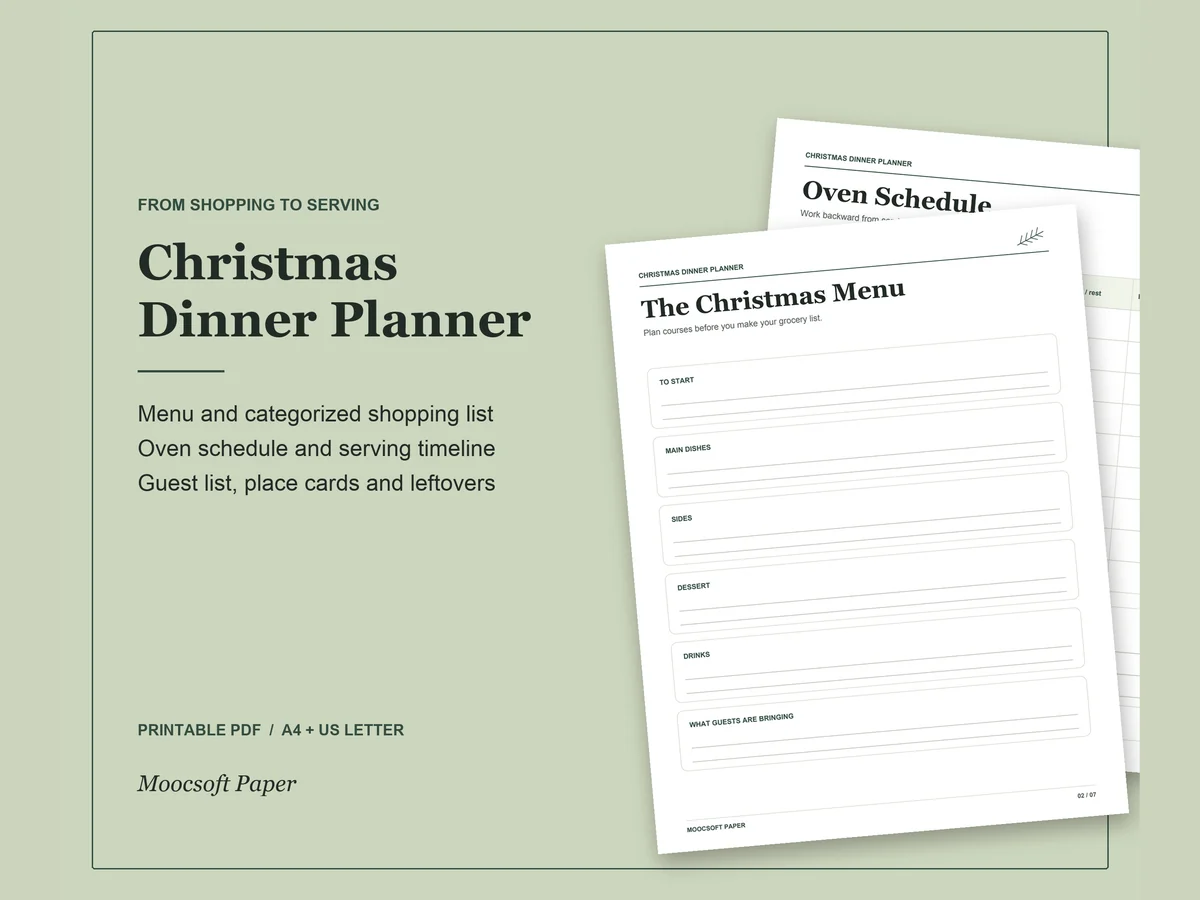 FROM SHOPPING TO SERVING
Christmas
Dinner Planner
Menu and categorized shopping list
Oven schedule and serving timeline
Guest list, place cards and leftovers
PRINTABLE PDF / A4 + US LETTER
Moocsoft Paper
CHRISTMAS DINNER PLANNER
Oven Schedule
Work backward from
/ rest
CHRISTMAS DINNER PLANNER
The Christmas Menu
Plan courses before you make your grocery list.
TO START
MAIN DISHES
SIDES
DESSERT
DRINKS
WHAT GUESTS ARE BRINGING
MOOCSOFT PAPER
02 / 07